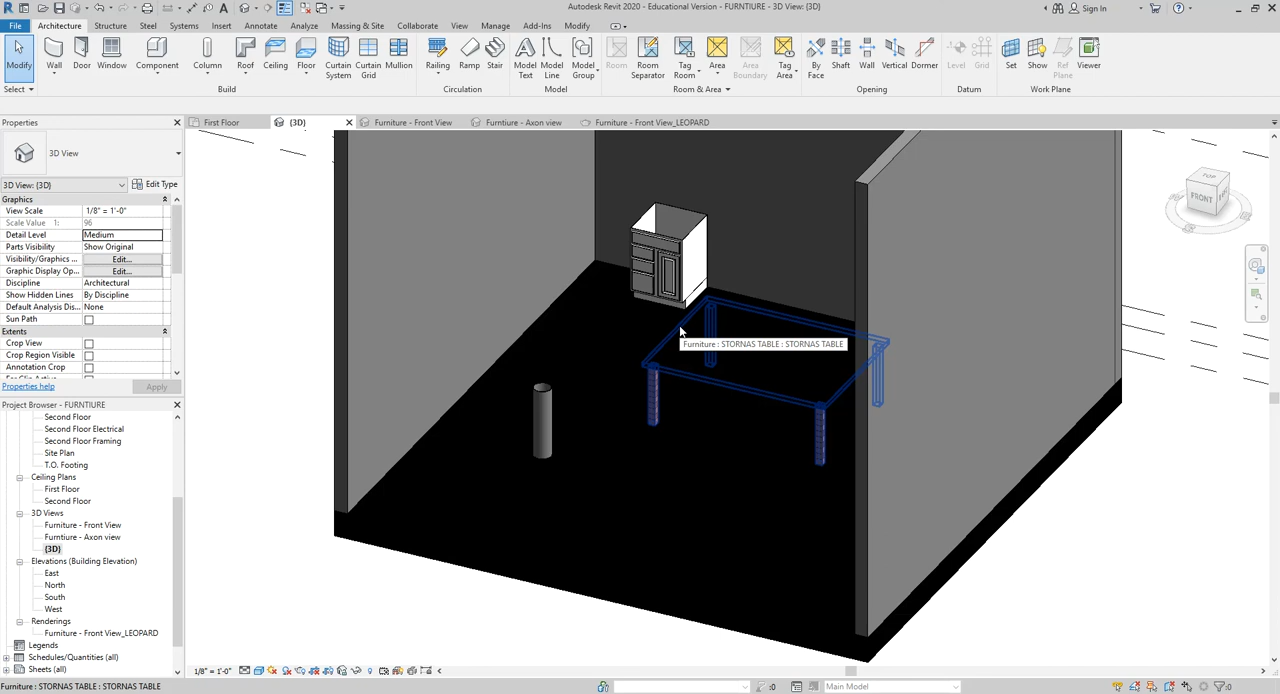 Autodesk Revit 2020 - Educational Version - FURNTIURE - 3D View: {3D}
Sign In
File Architecture Structure Steel Systems Insert Annotate Analyze Massing & Site Collaborate View Manage Add-Ins Modify
Modify Wall Door Window Component Column Roof Ceiling Floor Curtain System Curtain Grid Mullion Railing Ramp Stair Model Text Model Line Model Group Room Room Separator Tag Room Area Area Boundary Tag Area By Face Shaft Wall Vertical Dormer Level Grid Set Show Ref Plane Viewer
Select Build Circulation Model Room & Area Opening Datum Work Plane
Properties
First Floor {3D} Furniture - Front View Furntiure - Axon view Furniture - Front View_LEOPARD
3D View
3D View: {3D} Edit Type
Graphics
View Scale 1/8" = 1'-0"
Scale Value 1: 96
Detail Level Medium
Parts Visibility Show Original
Visibility/Graphics ... Edit...
Graphic Display Op... Edit...
Discipline Architectural
Show Hidden Lines By Discipline
Default Analysis Dis... None
Sun Path
Extents
Crop View
Crop Region Visible
Annotation Crop
Properties help Apply
Project Browser - FURNTIURE
Second Floor
Second Floor Electrical
Second Floor Framing
Site Plan
T.O. Footing
Ceiling Plans
First Floor
Second Floor
3D Views
Furniture - Front View
Furntiure - Axon view
{3D}
Elevations (Building Elevation)
East
North
South
West
Renderings
Furniture - Front View_LEOPARD
Legends
Schedules/Quantities (all)
Sheets (all)
TOP
FRONT
Furniture : STORNAS TABLE : STORNAS TABLE
1/8" = 1'-0"
Furniture : STORNAS TABLE : STORNAS TABLE
:0 Main Model :0